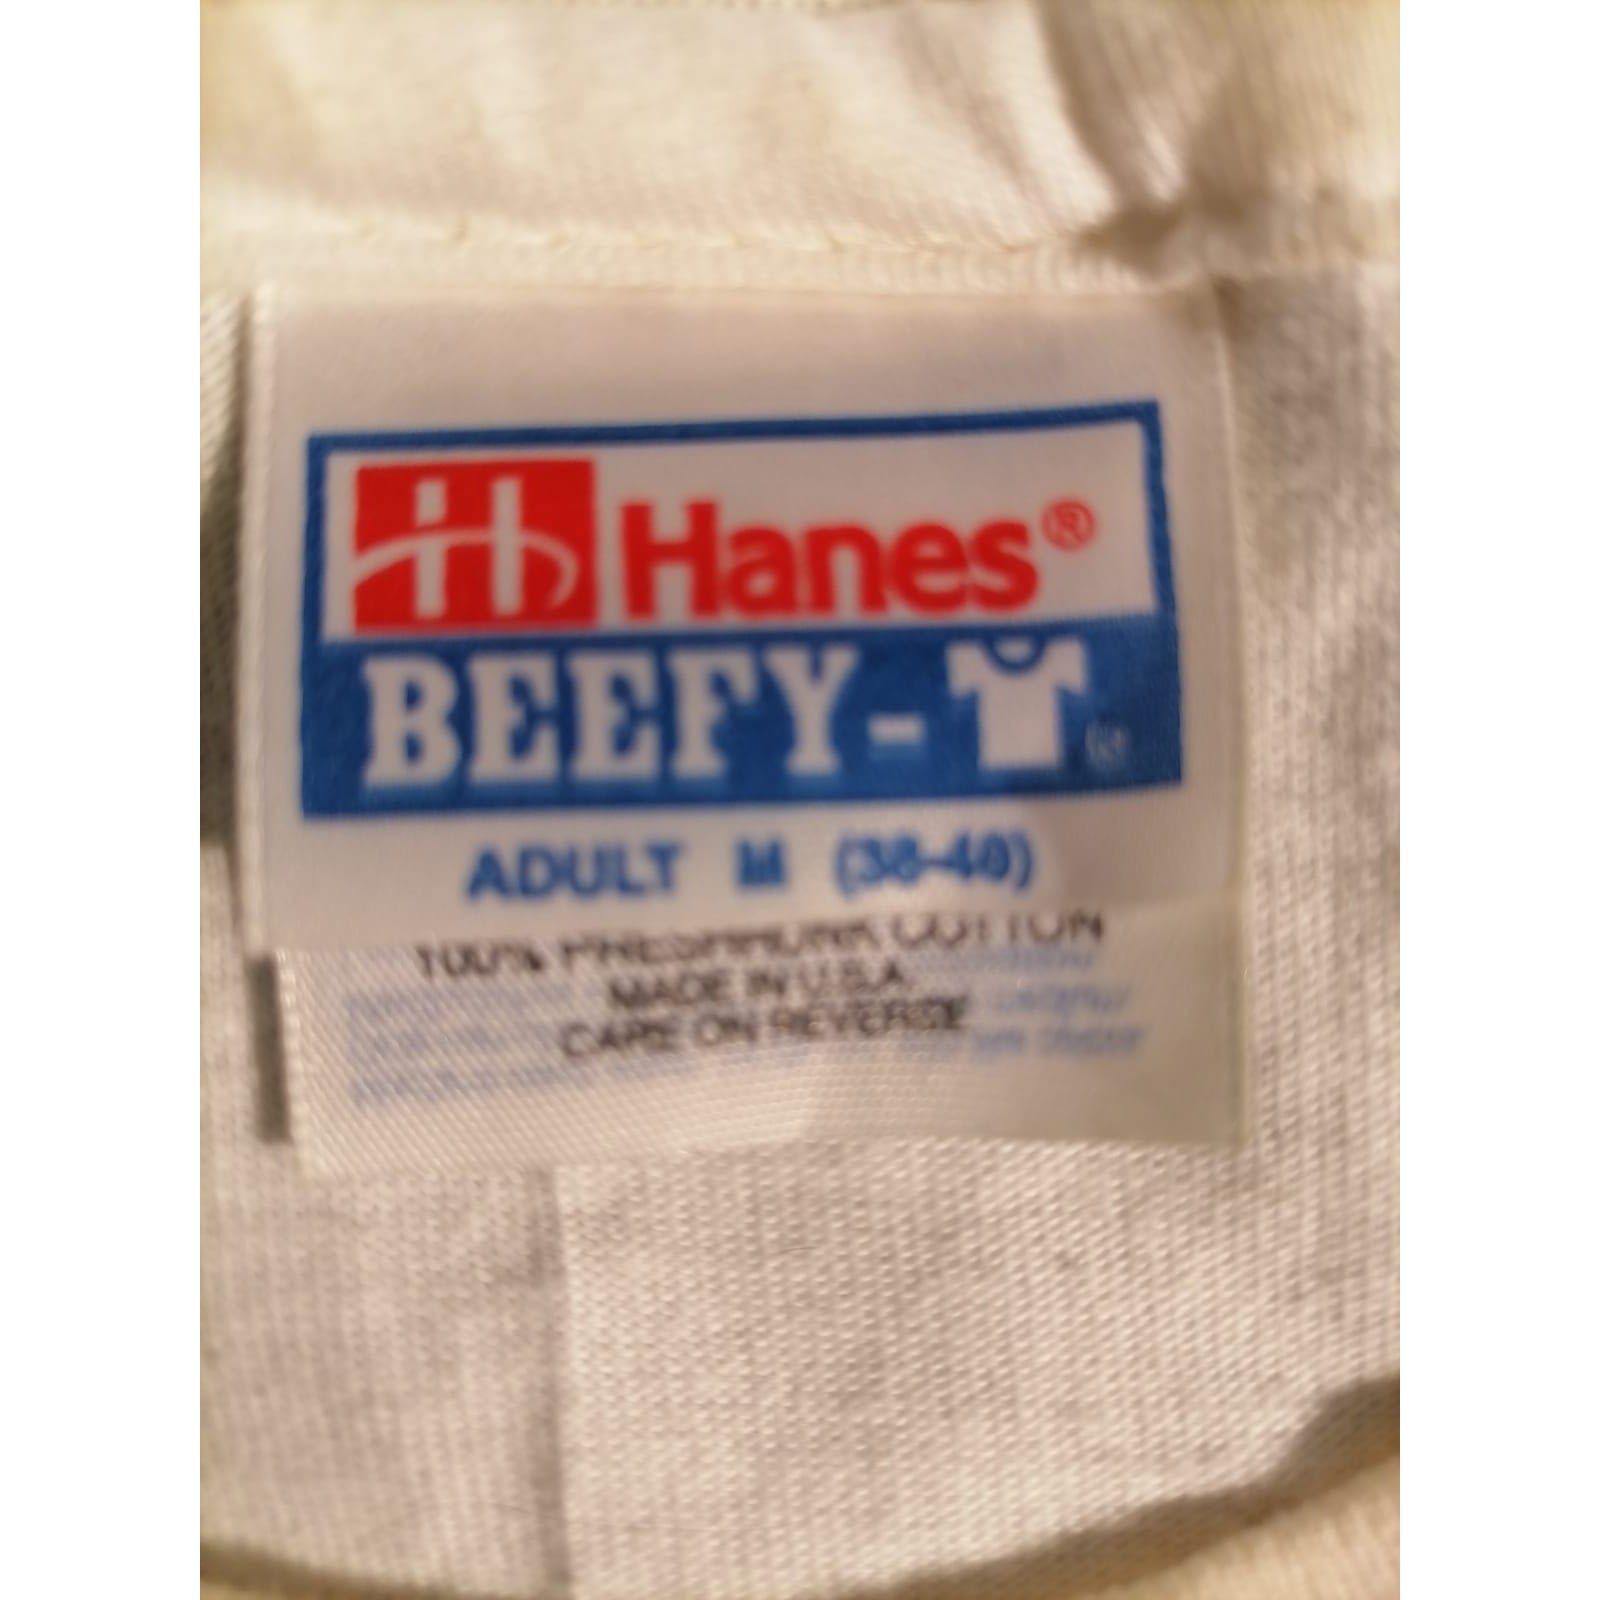 Hanes®
BEEFY-T
ADULT M (38-40)
100% PRESHRUNK COTTON
MADE IN U.S.A.
CARE ON REVERSE